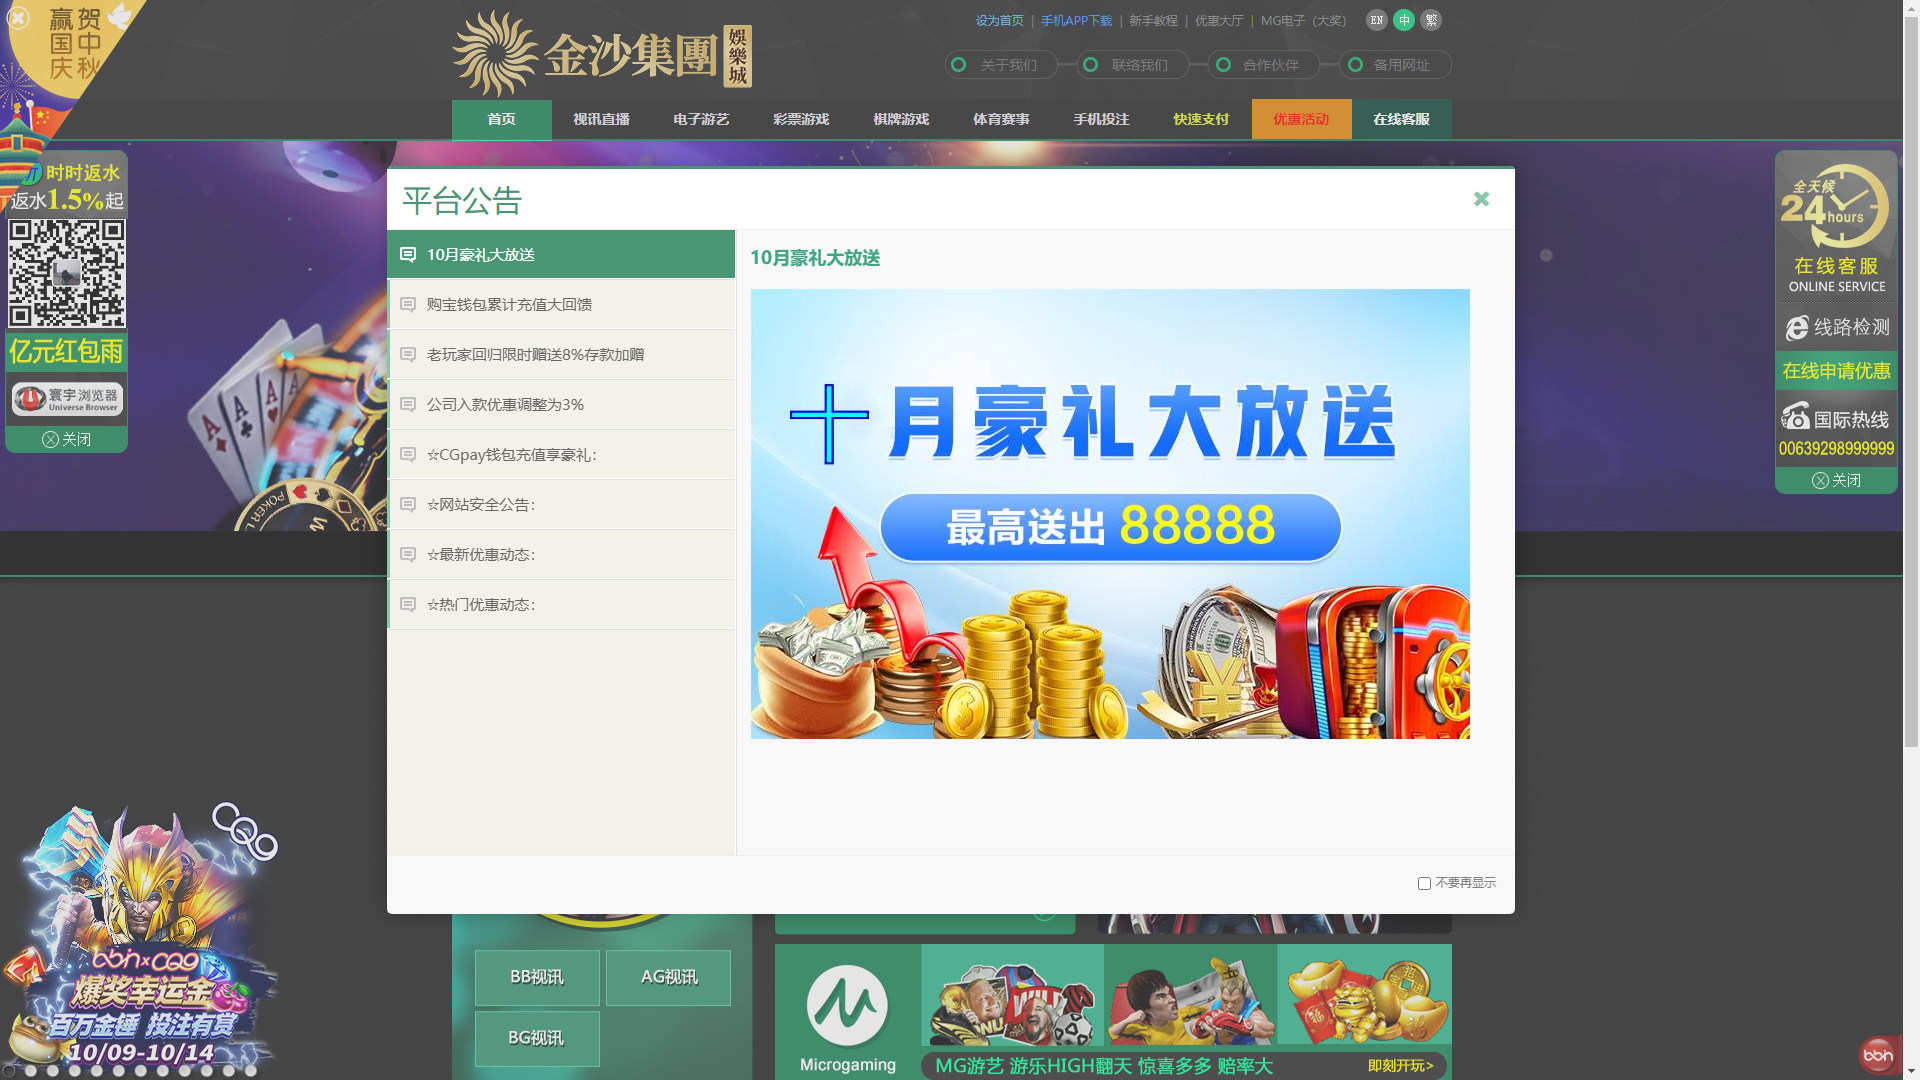 贺中秋
赢国庆
金沙集團
娛樂城
设为首页 | 手机APP下载 | 新手教程 | 优惠大厅 | MG电子（大奖）
EN 中 繁
关于我们 联络我们 合作伙伴 备用网址
首页 视讯直播 电子游艺 彩票游戏 棋牌游戏 体育赛事 手机投注 快速支付 优惠活动 在线客服
时时返水
返水1.5%起
亿元红包雨
寰宇浏览器
Universe Browser
关闭
平台公告
10月豪礼大放送
购宝钱包累计充值大回馈
老玩家回归限时赠送8%存款加赠
公司入款优惠调整为3%
☆CGpay钱包充值享豪礼：
☆网站安全公告：
☆最新优惠动态：
☆热门优惠动态：
10月豪礼大放送
十月豪礼大放送
最高送出 88888
不要再显示
全天候
24 hours
在线客服
ONLINE SERVICE
线路检测
在线申请优惠
国际热线
00639298999999
关闭
POKER
CQ9
bbin x CQ9
爆奖幸运金
百万金锤 投注有赏
10/09-10/14
BB视讯 AG视讯
BG视讯
Microgaming
WILD
福
MG游艺 游乐HIGH翻天 惊喜多多 赔率大
即刻开玩>
bbin